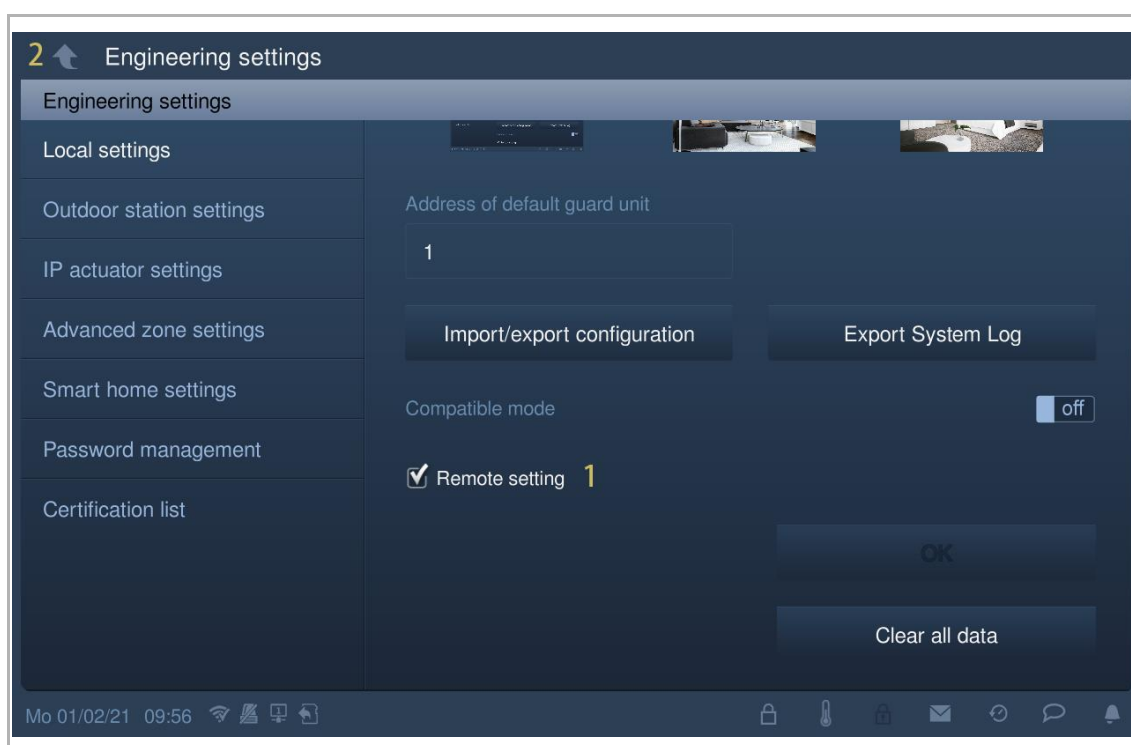 2 Engineering settings
Engineering settings
Local settings
Outdoor station settings
IP actuator settings
Advanced zone settings
Smart home settings
Password management
Certification list
Address of default guard unit
1
Import/export configuration
Export System Log
Compatible mode
off
Remote setting 1
OK
Clear all data
Mo 01/02/21 09:56